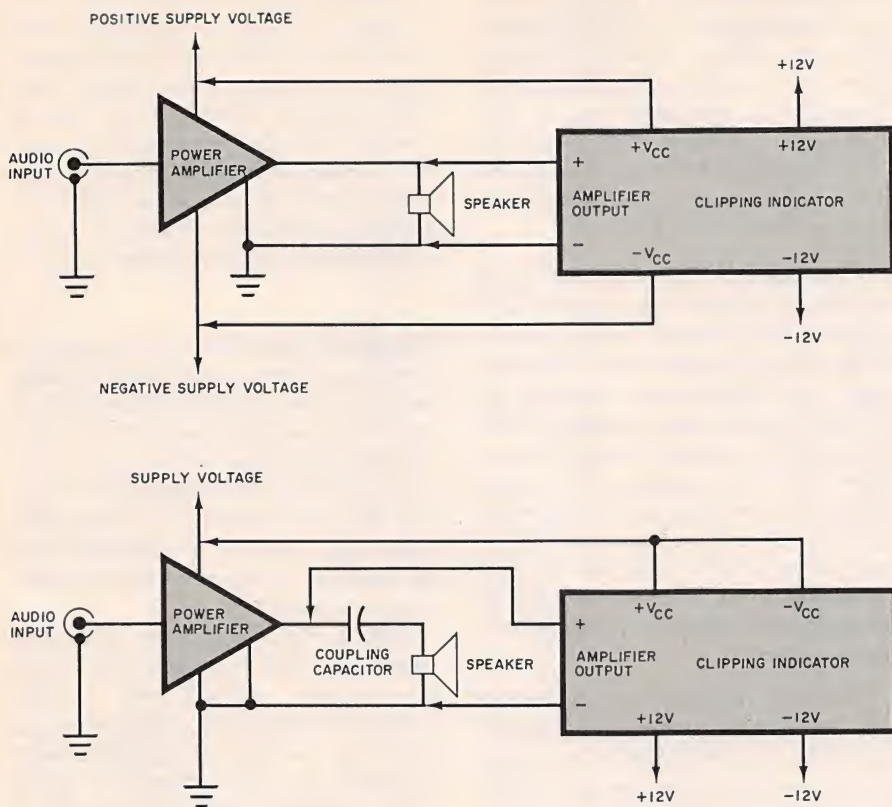 POSITIVE SUPPLY VOLTAGE
+12V
AUDIO
INPUT
POWER
AMPLIFIER
SPEAKER
+VCC
+12V
+
AMPLIFIER
OUTPUT
CLIPPING INDICATOR
−
−VCC
−12V
−12V
NEGATIVE SUPPLY VOLTAGE
SUPPLY VOLTAGE
AUDIO
INPUT
POWER
AMPLIFIER
COUPLING
CAPACITOR
SPEAKER
+VCC
−VCC
+
AMPLIFIER
OUTPUT
CLIPPING INDICATOR
−
+12V
−12V
+12V
−12V